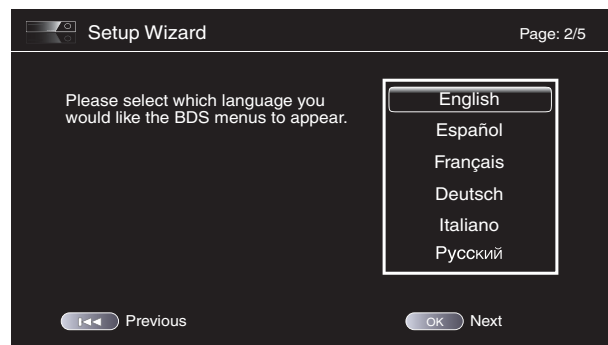 Setup Wizard
Page: 2/5
Please select which language you
would like the BDS menus to appear.
English
Español
Français
Deutsch
Italiano
Русский
Previous
OK Next